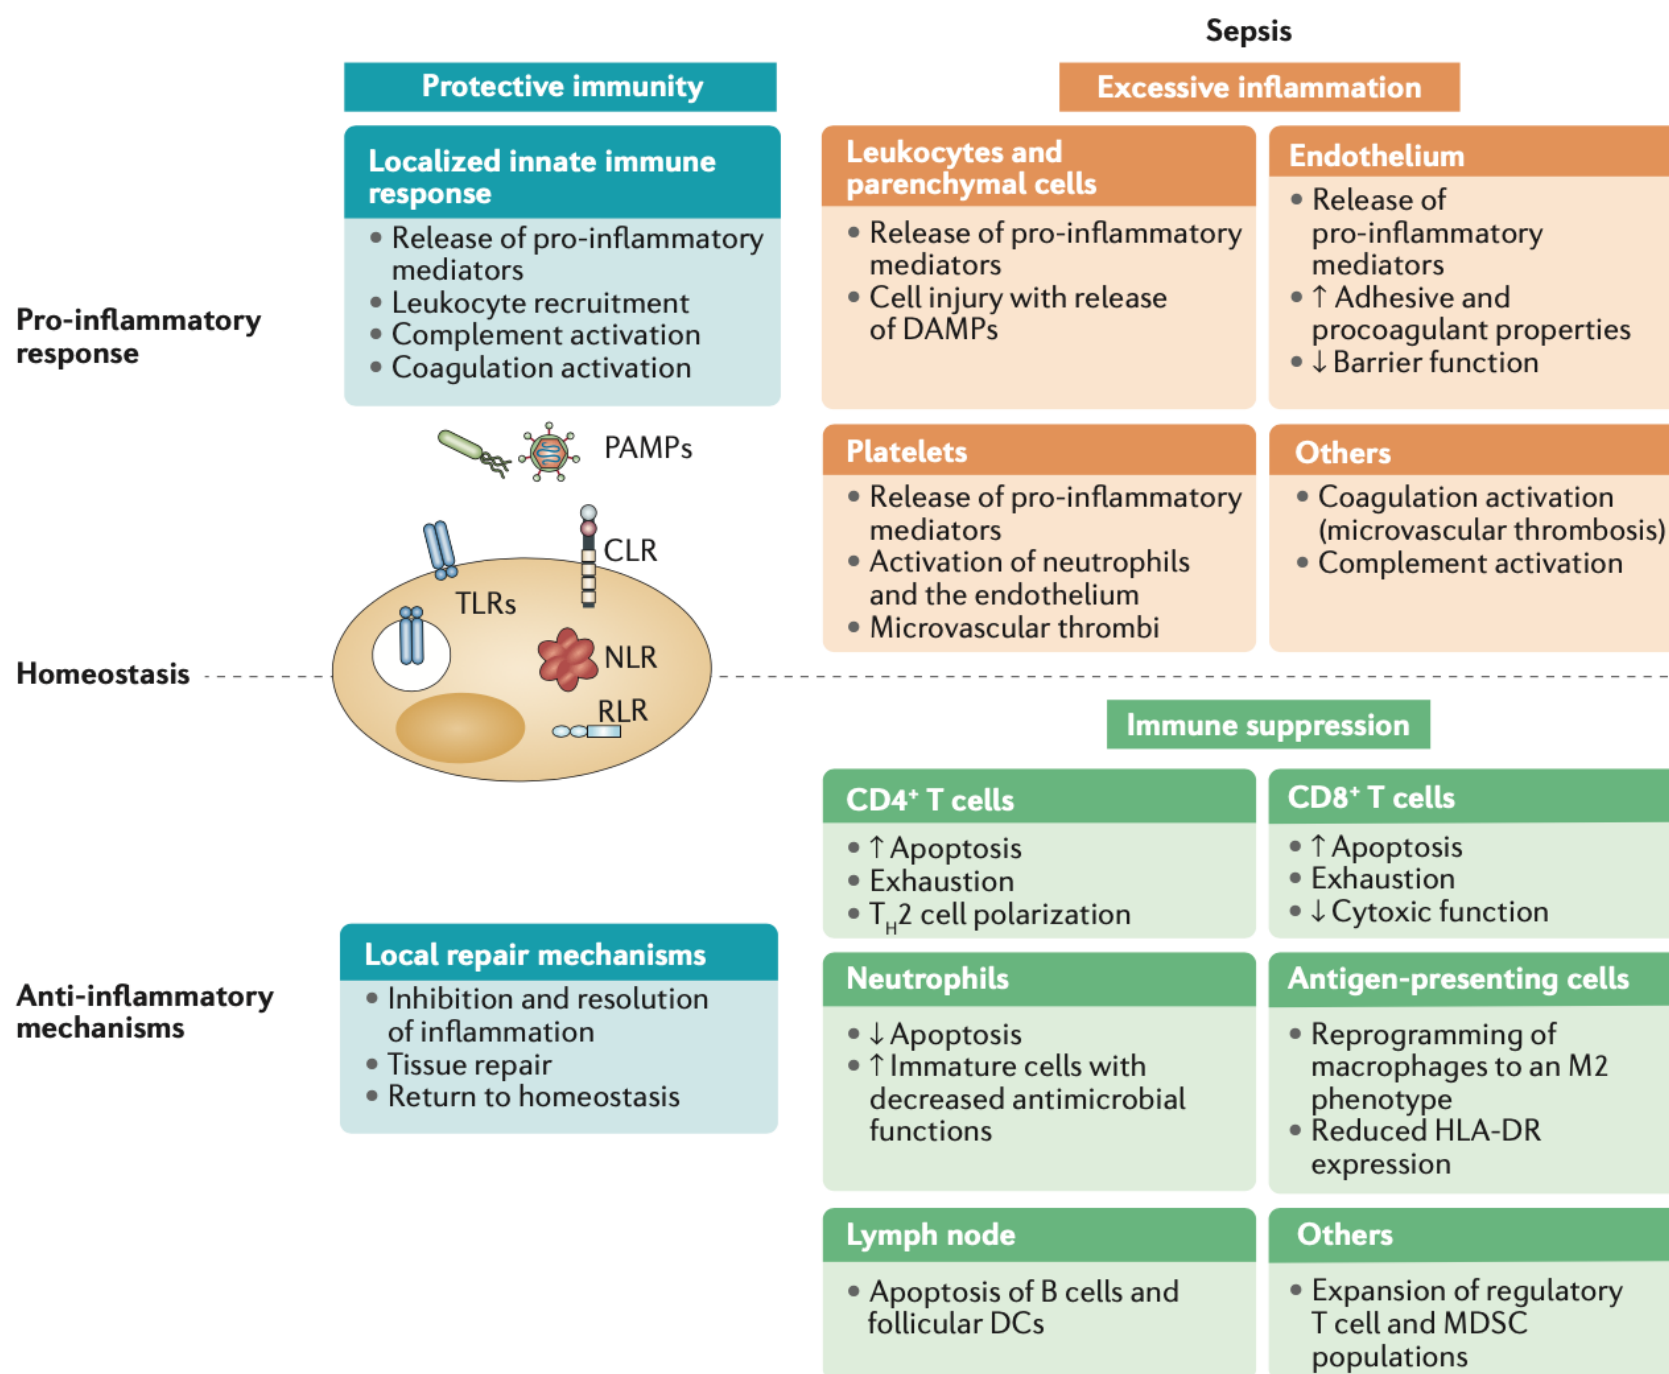 Sepsis
Protective immunity
Excessive inflammation
Pro-inflammatory
response
Localized innate immune
response
• Release of pro-inflammatory
mediators
• Leukocyte recruitment
• Complement activation
• Coagulation activation
Leukocytes and
parenchymal cells
• Release of pro-inflammatory
mediators
• Cell injury with release
of DAMPs
Endothelium
• Release of
pro-inflammatory
mediators
• ↑ Adhesive and
procoagulant properties
• ↓ Barrier function
PAMPs
CLR
TLRs
NLR
RLR
Platelets
• Release of pro-inflammatory
mediators
• Activation of neutrophils
and the endothelium
• Microvascular thrombi
Others
• Coagulation activation
(microvascular thrombosis)
• Complement activation
Homeostasis
Immune suppression
CD4⁺ T cells
• ↑ Apoptosis
• Exhaustion
• TH2 cell polarization
CD8⁺ T cells
• ↑ Apoptosis
• Exhaustion
• ↓ Cytoxic function
Anti-inflammatory
mechanisms
Local repair mechanisms
• Inhibition and resolution
of inflammation
• Tissue repair
• Return to homeostasis
Neutrophils
• ↓ Apoptosis
• ↑ Immature cells with
decreased antimicrobial
functions
Antigen-presenting cells
• Reprogramming of
macrophages to an M2
phenotype
• Reduced HLA-DR
expression
Lymph node
• Apoptosis of B cells and
follicular DCs
Others
• Expansion of regulatory
T cell and MDSC
populations